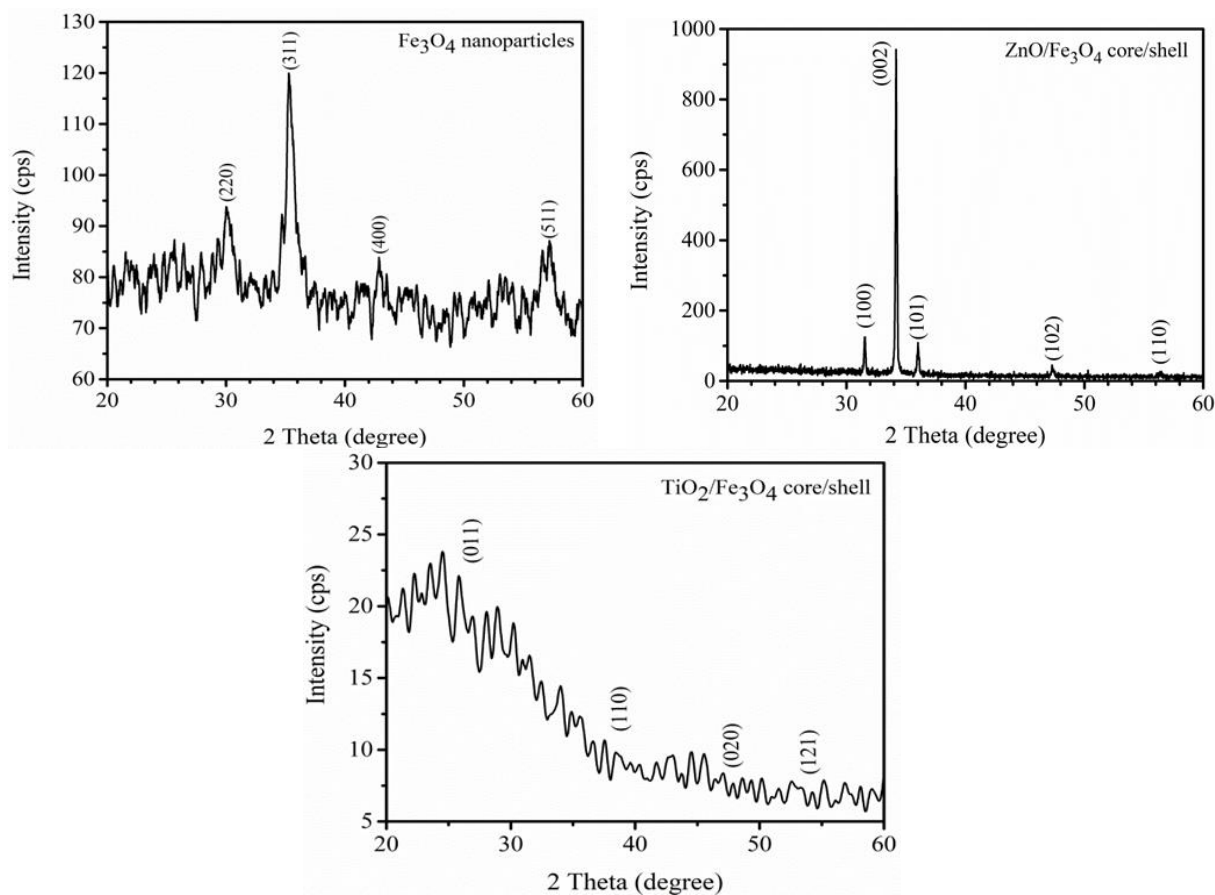 Fe₃O₄ nanoparticles
Intensity (cps)
130
120
110
100
90
80
70
60
(220)
(311)
(400)
(511)
20 30 40 50 60
2 Theta (degree)
ZnO/Fe₃O₄ core/shell
Intensity (cps)
1000
800
600
400
200
0
(100)
(002)
(101)
(102)
(110)
20 30 40 50 60
2 Theta (degree)
TiO₂/Fe₃O₄ core/shell
Intensity (cps)
30
25
20
15
10
5
(011)
(110)
(020)
(121)
20 30 40 50 60
2 Theta (degree)